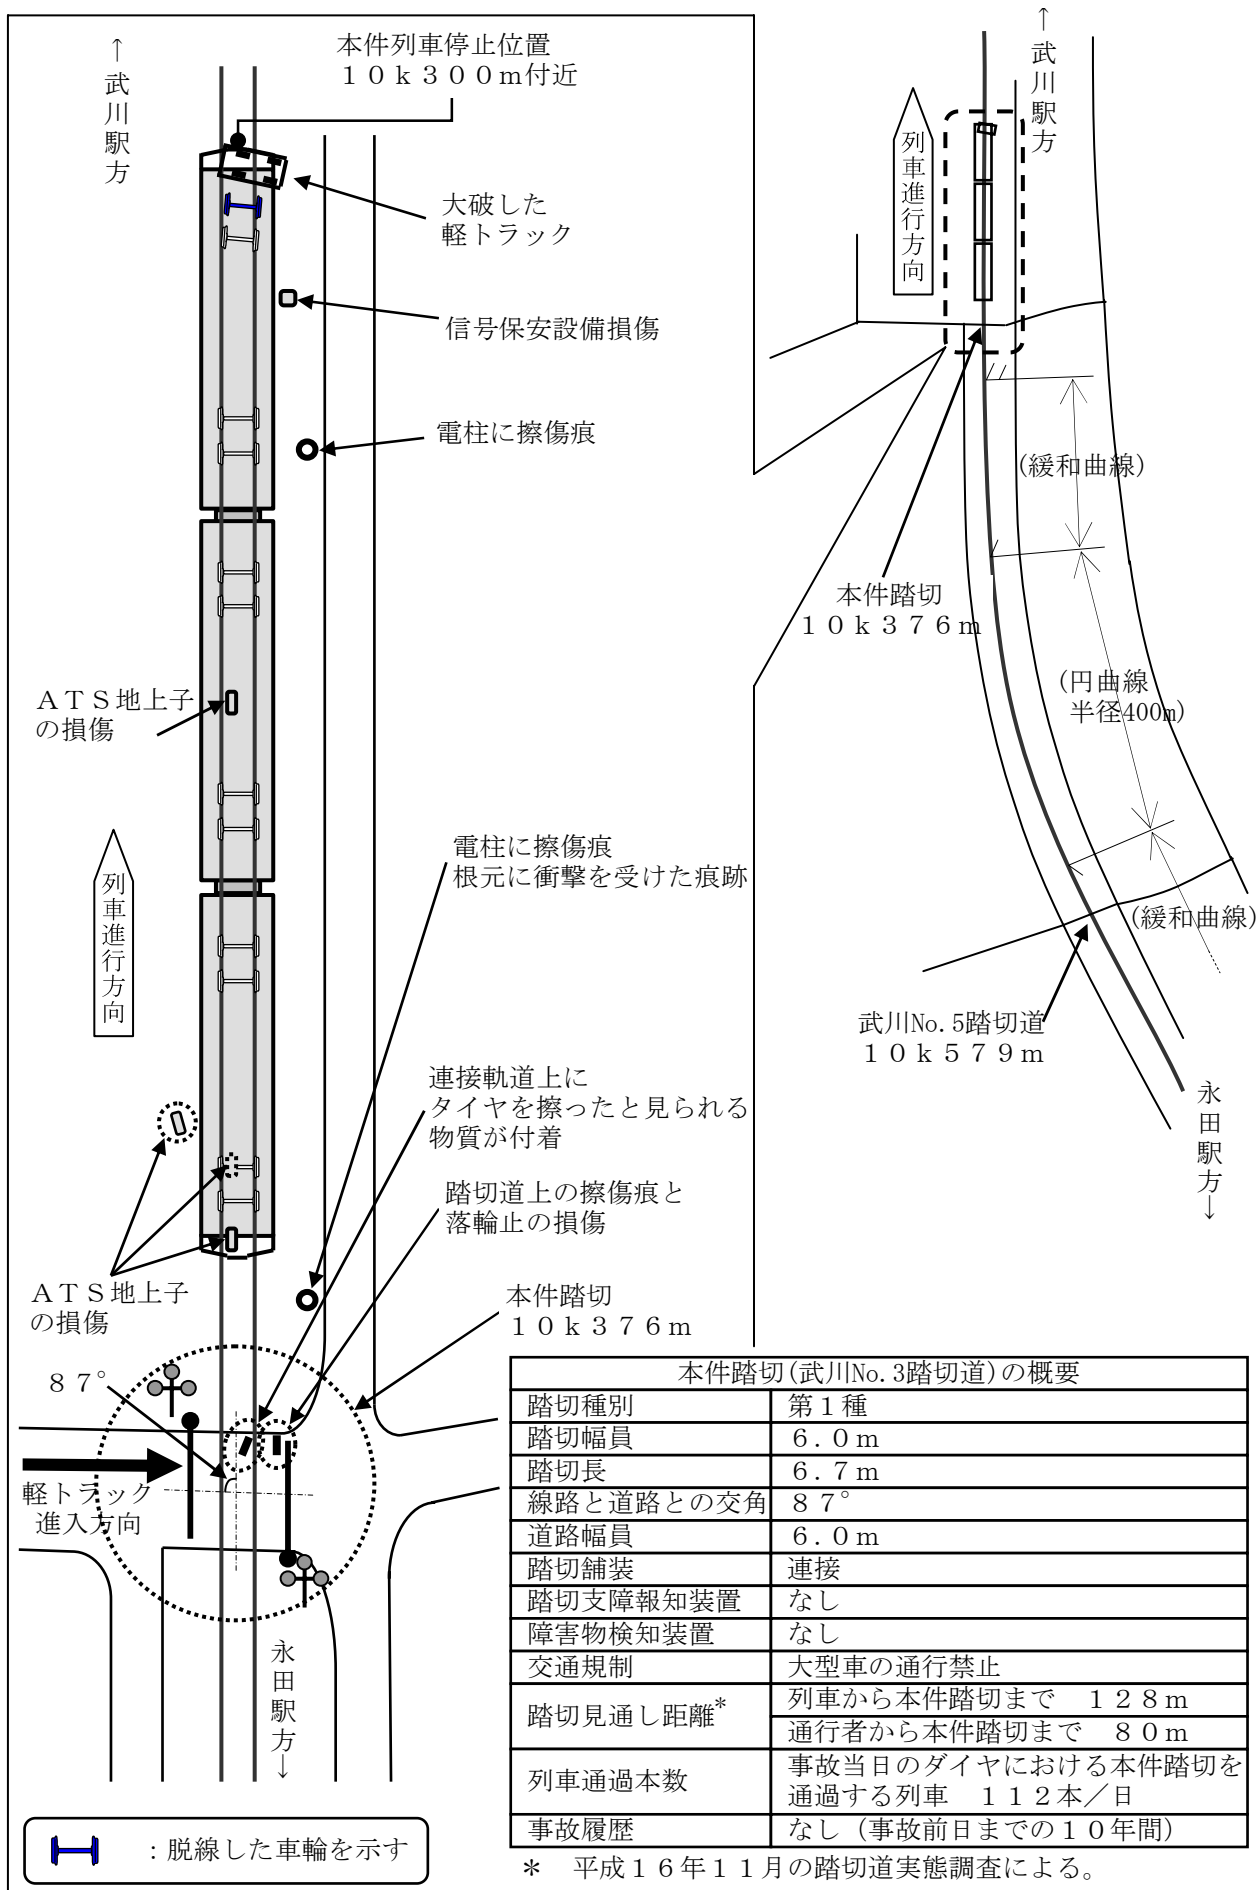 ↑武川駅方
本件列車停止位置
１０ｋ３００ｍ付近
大破した
軽トラック
信号保安設備損傷
電柱に擦傷痕
ＡＴＳ地上子
の損傷
列車進行方向
電柱に擦傷痕
根元に衝撃を受けた痕跡
連接軌道上に
タイヤを擦ったと見られる
物質が付着
踏切道上の擦傷痕と
落輪止の損傷
ＡＴＳ地上子
の損傷
本件踏切
１０ｋ３７６ｍ
８７°
軽トラック
進入方向
永田駅方↓
：脱線した車輪を示す
↑武川駅方
列車進行方向
(緩和曲線)
本件踏切
１０ｋ３７６ｍ
(円曲線
半径400m)
(緩和曲線)
武川No.5踏切道
１０ｋ５７９ｍ
永田駅方↓
本件踏切(武川No.3踏切道)の概要
踏切種別 第１種
踏切幅員 ６.０ｍ
踏切長 ６.７ｍ
線路と道路との交角 ８７°
道路幅員 ６.０ｍ
踏切舗装 連接
踏切支障報知装置 なし
障害物検知装置 なし
交通規制 大型車の通行禁止
踏切見通し距離* 列車から本件踏切まで　１２８ｍ
通行者から本件踏切まで　８０ｍ
列車通過本数 事故当日のダイヤにおける本件踏切を
通過する列車　１１２本／日
事故履歴 なし（事故前日までの１０年間）
＊　平成１６年１１月の踏切道実態調査による。